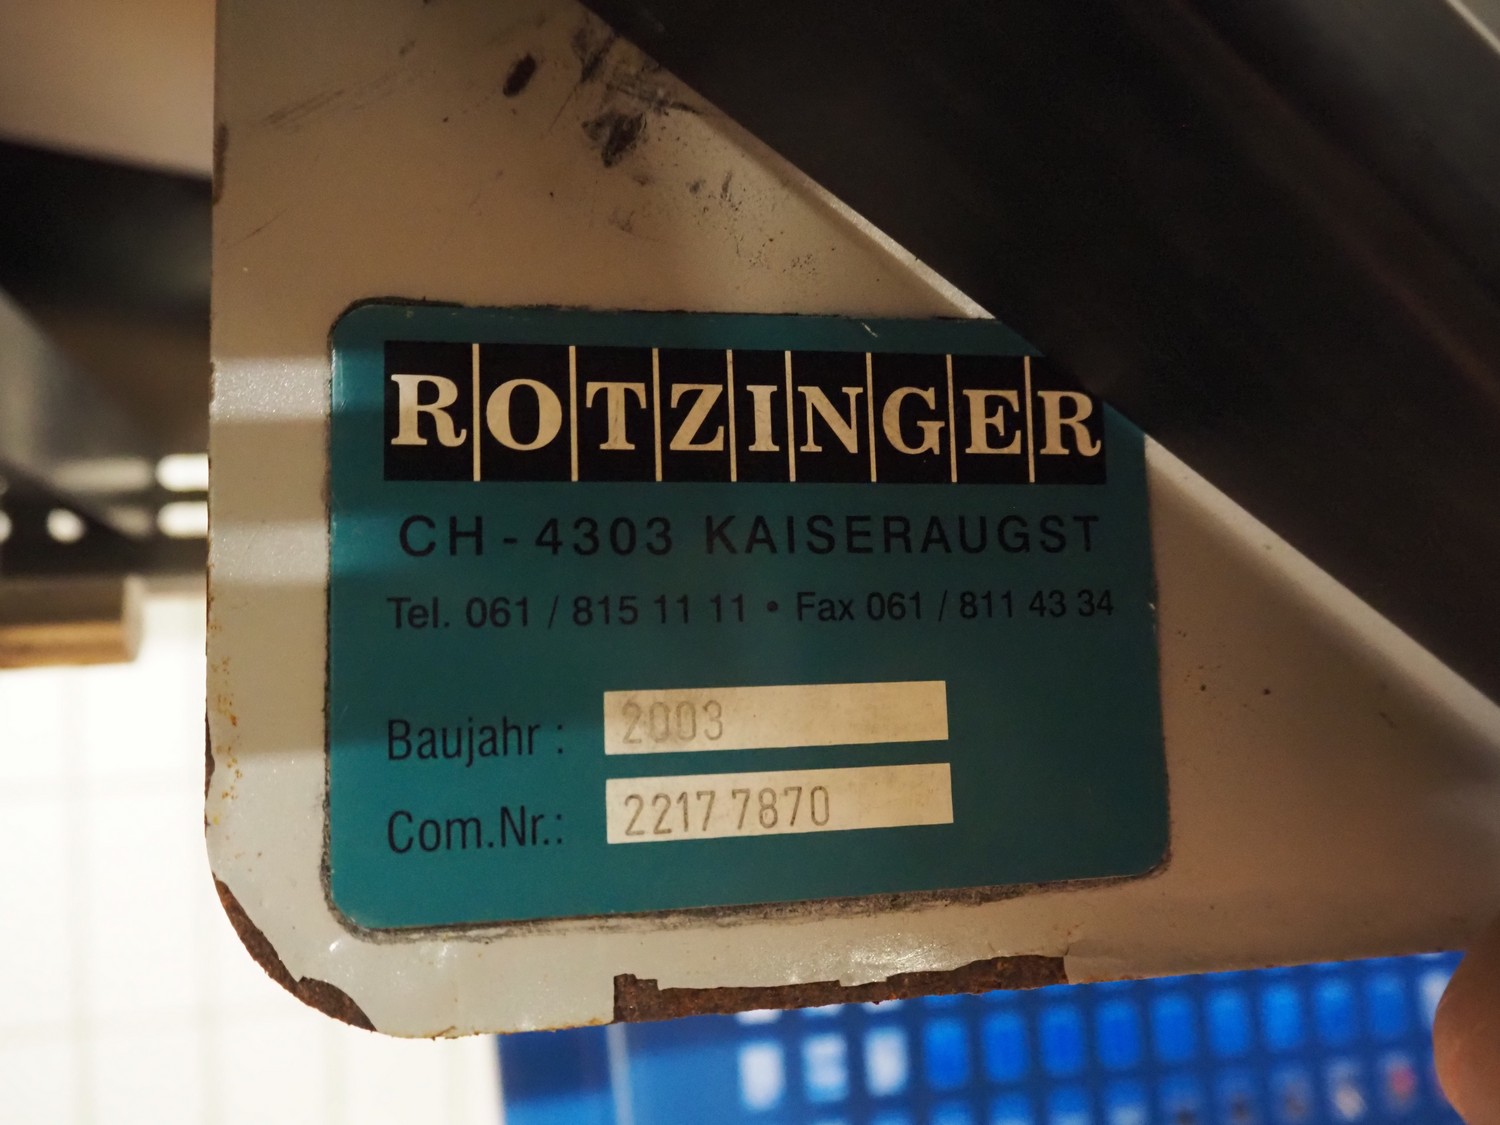 ROTZINGER
CH - 4303 KAISERAUGST
Tel. 061 / 815 11 11 • Fax 061 / 811 43 34
Baujahr : 2003
Com.Nr.: 2217 7870